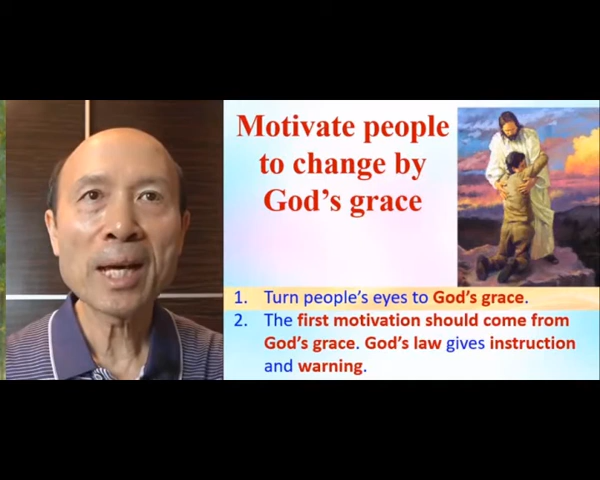 Motivate people
to change by
God's grace
1. Turn people's eyes to God's grace.
2. The first motivation should come from
God's grace. God's law gives instruction
and warning.